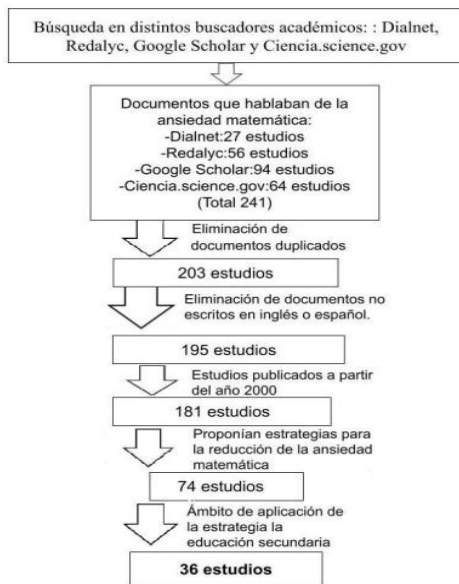 Búsqueda en distintos buscadores académicos: : Dialnet,
Redalyc, Google Scholar y Ciencia.science.gov
Documentos que hablaban de la
ansiedad matemática:
-Dialnet:27 estudios
-Redalyc:56 estudios
-Google Scholar:94 estudios
-Ciencia.science.gov:64 estudios
(Total 241)
Eliminación de
documentos duplicados
203 estudios
Eliminación de documentos no
escritos en inglés o español.
195 estudios
Estudios publicados a partir
del año 2000
181 estudios
Proponían estrategias para
la reducción de la ansiedad
matemática
74 estudios
Ámbito de aplicación de
la estrategia la
educación secundaria
36 estudios